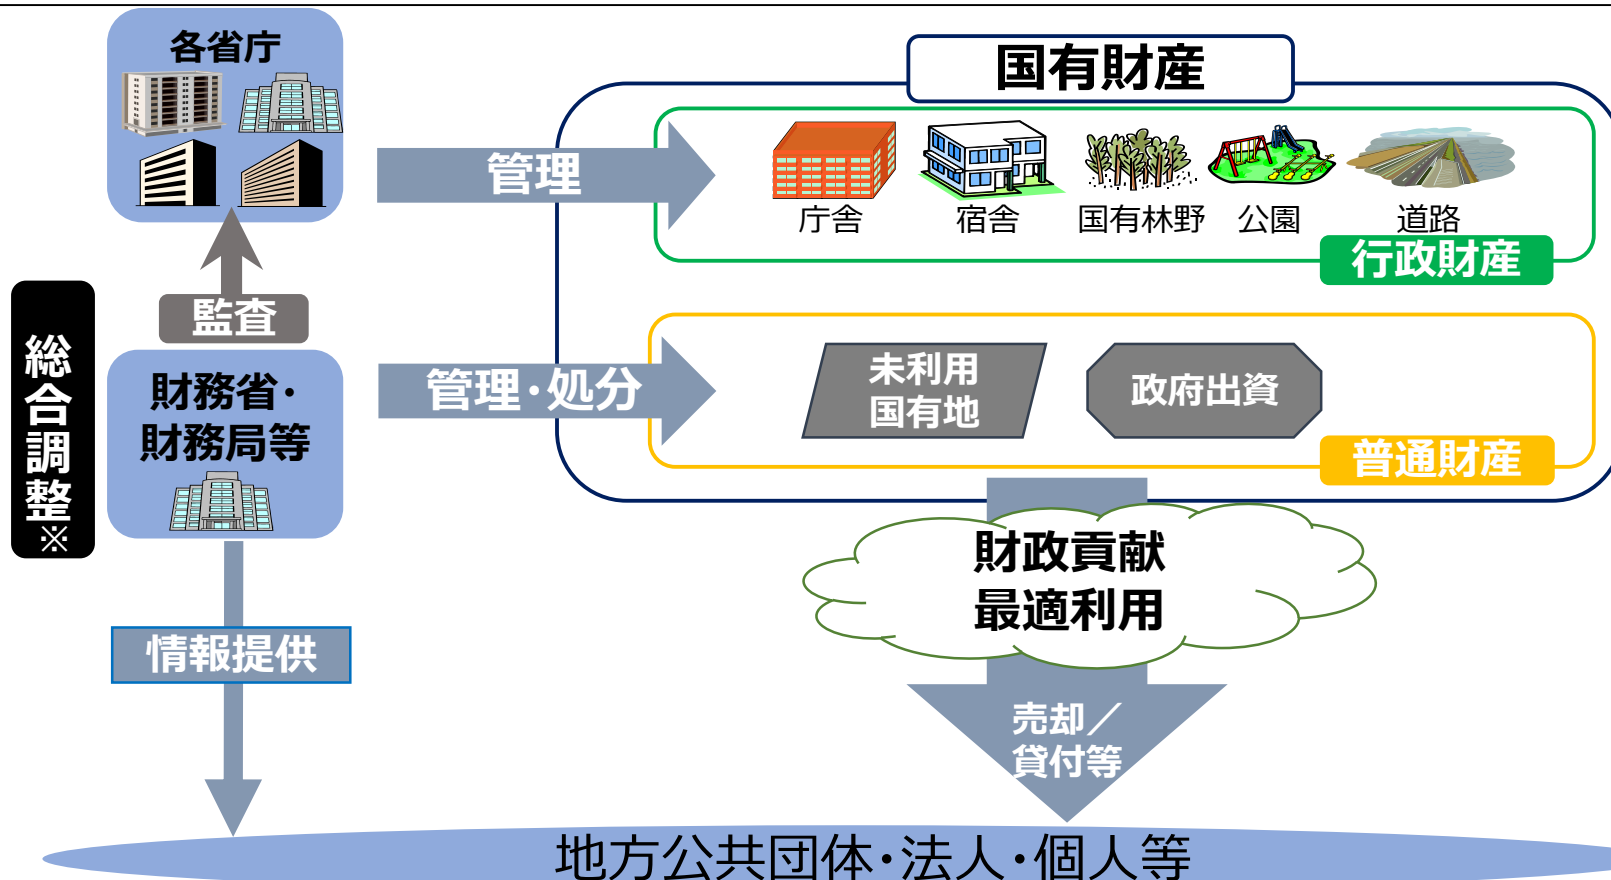 各省庁
国有財産
管理
庁舎
宿舎
国有林野
公園
道路
行政財産
監査
総合調整※
財務省・
財務局等
管理・処分
未利用
国有地
政府出資
普通財産
財政貢献
最適利用
情報提供
売却／
貸付等
地方公共団体・法人・個人等